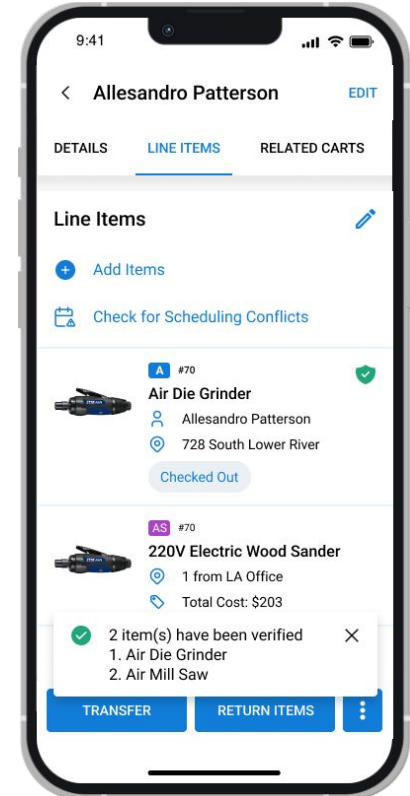 9:41
Allesandro Patterson
EDIT
DETAILS
LINE ITEMS
RELATED CARTS
Line Items
Add Items
Check for Scheduling Conflicts
A #70
Air Die Grinder
Allesandro Patterson
728 South Lower River
Checked Out
AS #70
220V Electric Wood Sander
1 from LA Office
Total Cost: $203
2 item(s) have been verified
1. Air Die Grinder
2. Air Mill Saw
TRANSFER
RETURN ITEMS